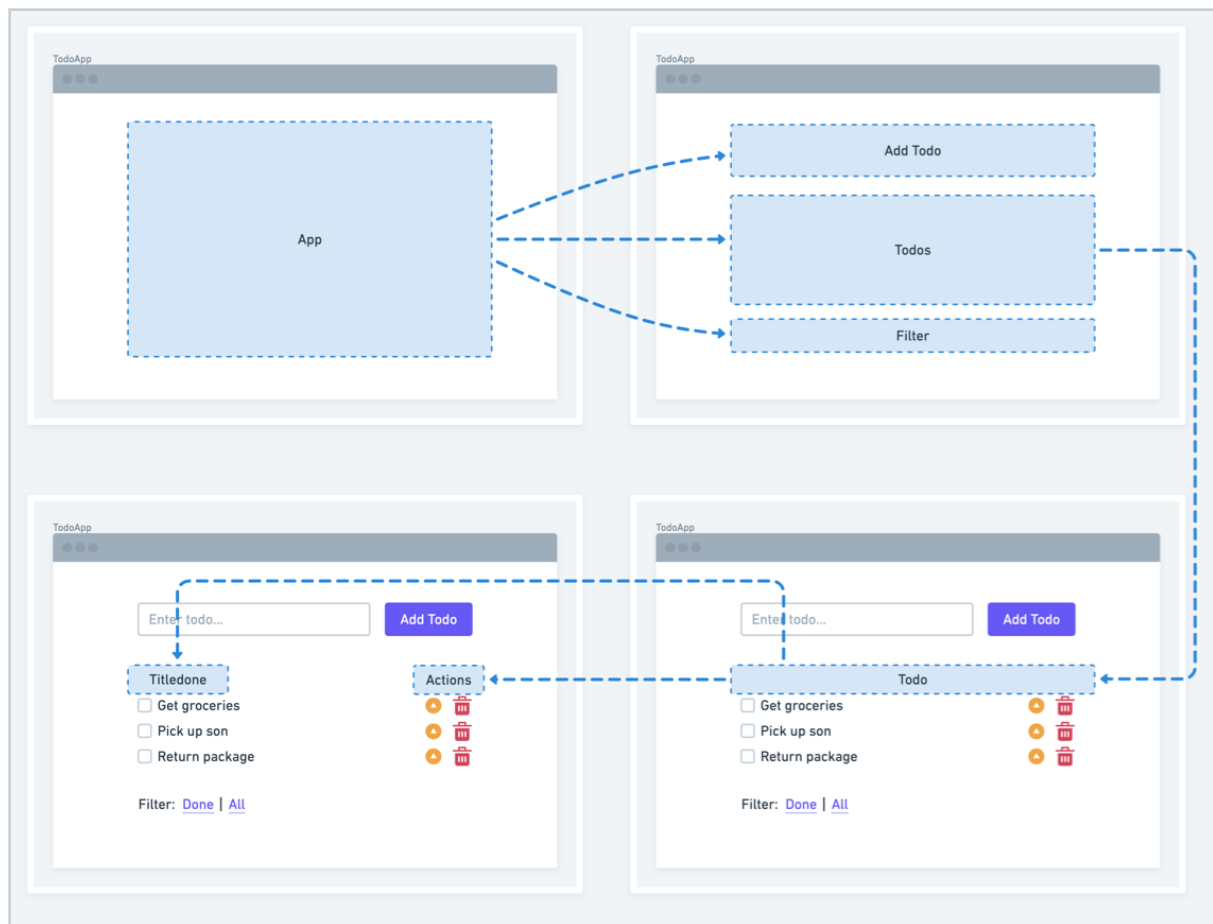 TodoApp
App
TodoApp
Add Todo
Todos
Filter
TodoApp
Enter todo...
Add Todo
Titledone
Actions
Get groceries
Pick up son
Return package
Filter: Done | All
TodoApp
Enter todo...
Add Todo
Todo
Get groceries
Pick up son
Return package
Filter: Done | All